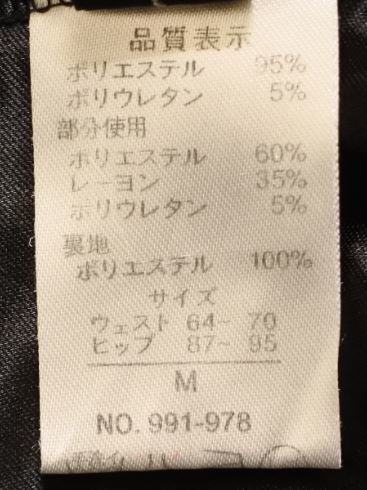 品質表示
ポリエステル 95%
ポリウレタン 5%
部分使用
ポリエステル 60%
レーヨン 35%
ポリウレタン 5%
裏地
ポリエステル 100%
サイズ
ウェスト 64~ 70
ヒップ 87~ 95
M
NO. 991-978